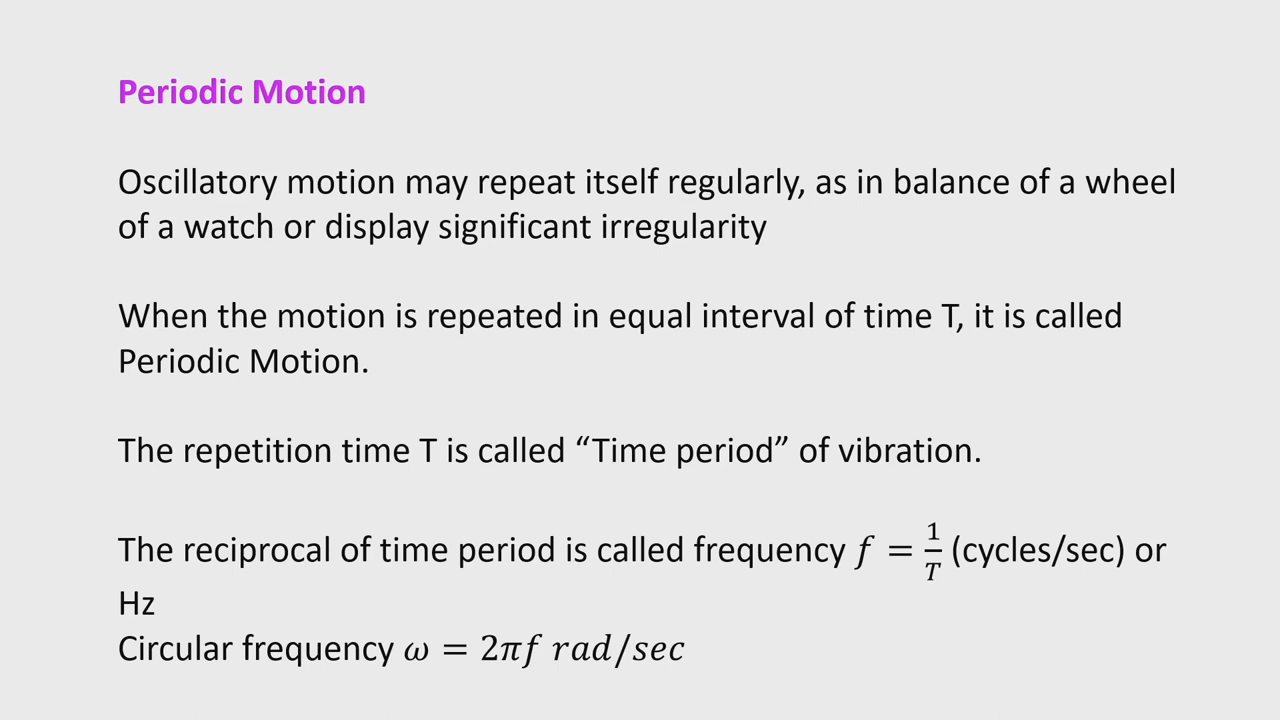 Periodic Motion
Oscillatory motion may repeat itself regularly, as in balance of a wheel
of a watch or display significant irregularity
When the motion is repeated in equal interval of time T, it is called
Periodic Motion.
The repetition time T is called “Time period” of vibration.
The reciprocal of time period is called frequency 𝑓 = 1/𝑇 (cycles/sec) or
Hz
Circular frequency 𝜔 = 2𝜋𝑓 𝑟𝑎𝑑/𝑠𝑒𝑐